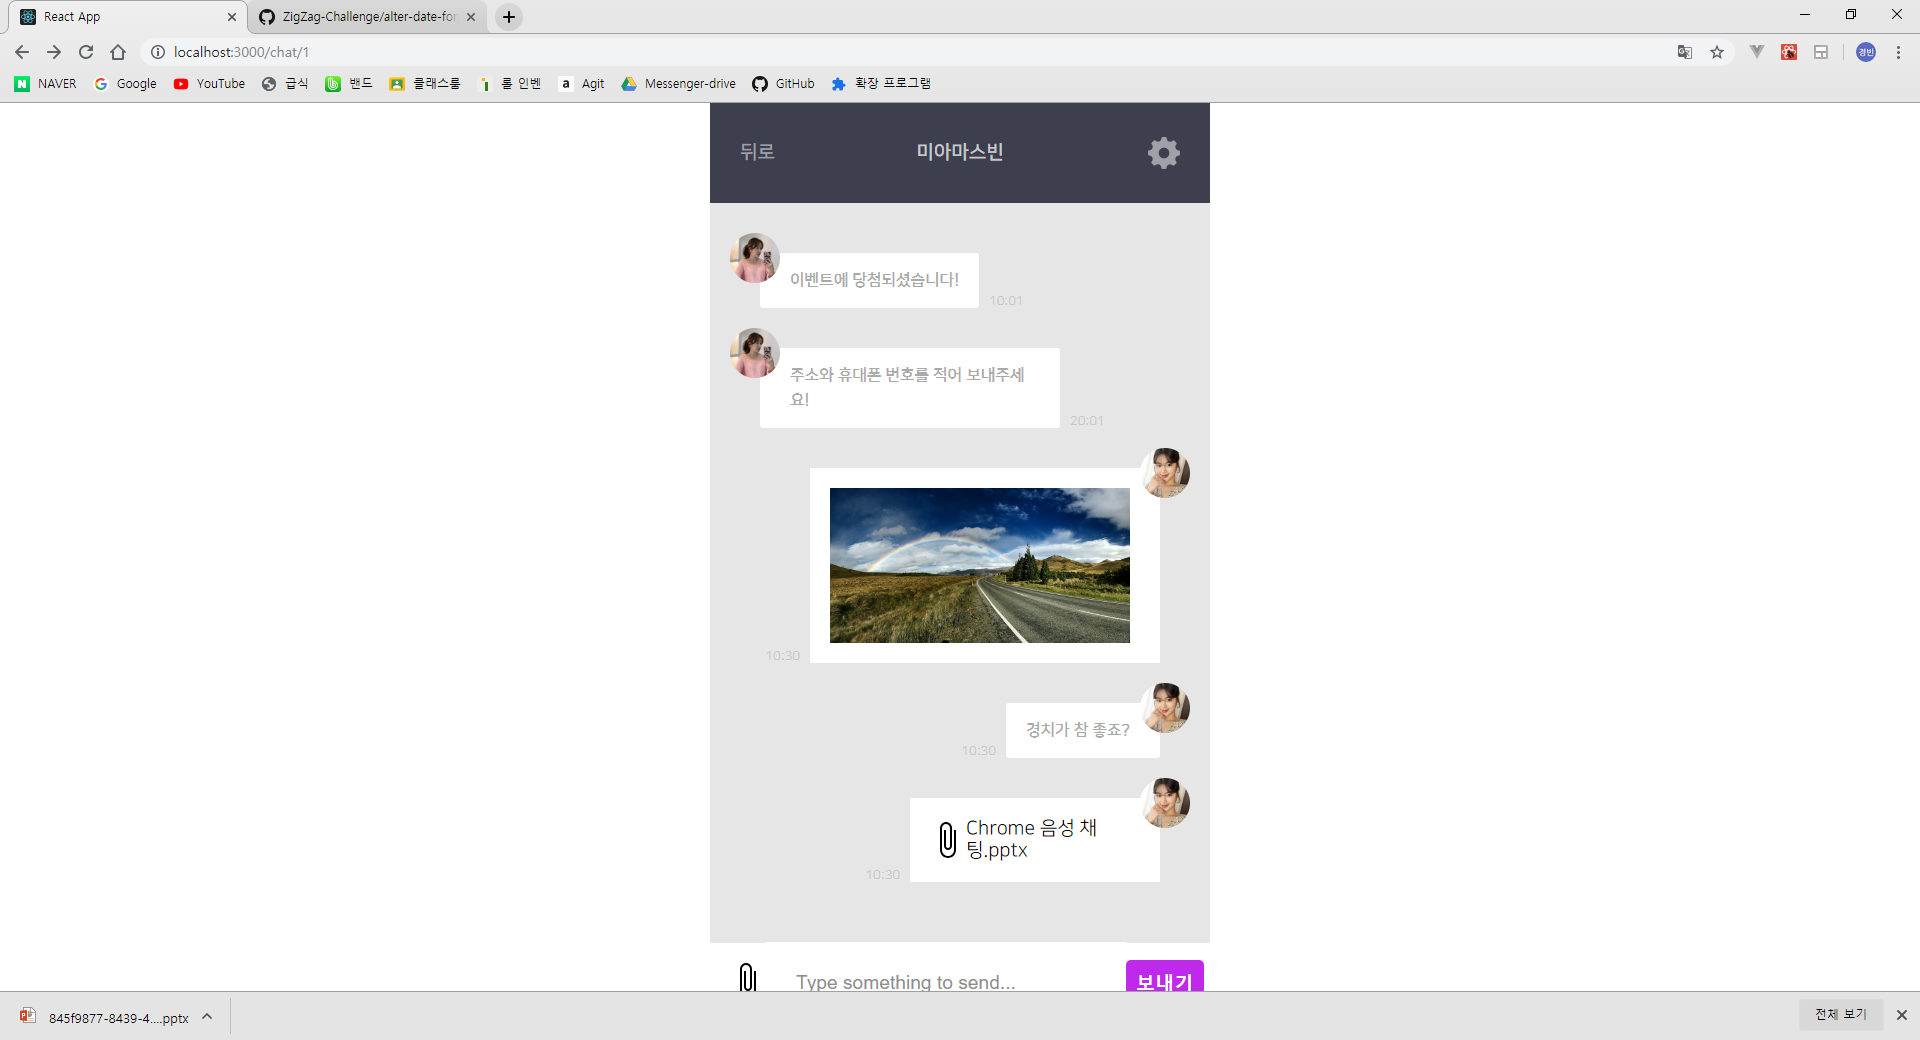 React App
ZigZag-Challenge/alter-date-for
localhost:3000/chat/1
경빈
NAVER
Google
YouTube
급식
밴드
클래스룸
롤 인벤
a Agit
Messenger-drive
GitHub
확장 프로그램
뒤로
미아마스빈
이벤트에 당첨되셨습니다!
10:01
주소와 휴대폰 번호를 적어 보내주세
요!
20:01
10:30
경치가 참 좋죠?
10:30
Chrome 음성 채
팅.pptx
10:30
Type something to send...
보내기
845f9877-8439-4....pptx
전체 보기